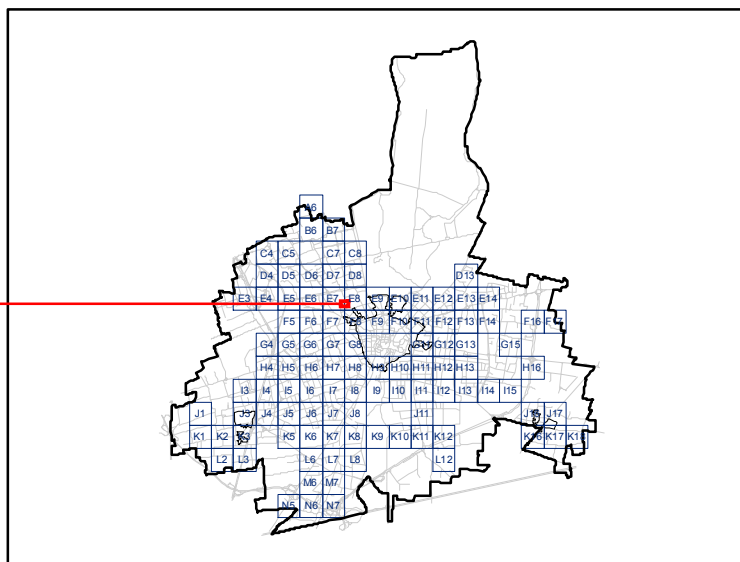 A6
B6 B7
C4 C5 C7 C8
D4 D5 D6 D7 D8 D13
E3 E4 E5 E6 E7 E8 E9 E10 E11 E12 E13 E14
F5 F6 F7 F9 F10 F11 F12 F13 F14 F16
G4 G5 G6 G7 G8 G12 G13 G15
H4 H5 H6 H7 H8 H9 H10 H11 H12 H13 H16
I3 I4 I5 I6 I7 I8 I9 I10 I11 I12 I13 I14 I15
J1 J3 J4 J5 J6 J7 J8 J11 J17
K1 K2 K5 K6 K7 K8 K9 K10 K11 K12 K16 K17 K18
L2 L3 L6 L7 L8 L12
M6 M7
N5 N6 N7